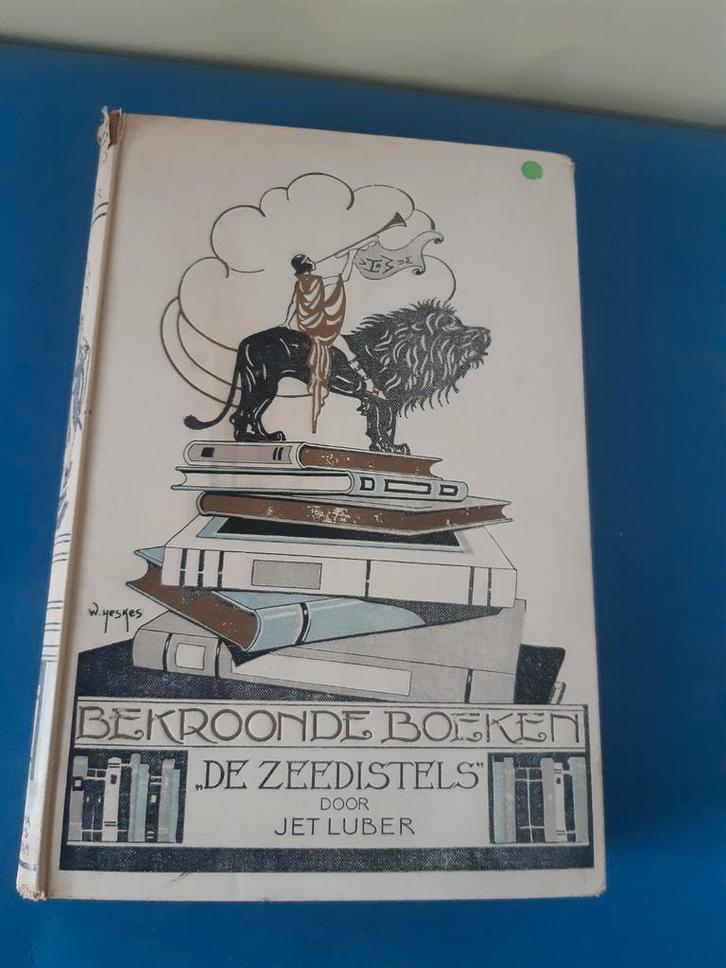 W. HESKES
BEKROONDE BOEKEN
„DE ZEEDISTELS"
DOOR
JET LUBER